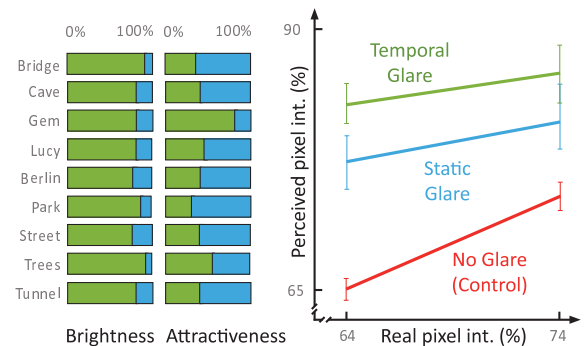 0% 100% 0% 100%
Bridge
Cave
Gem
Lucy
Berlin
Park
Street
Trees
Tunnel
Brightness Attractiveness
90
Perceived pixel int. (%)
65
Temporal
Glare
Static
Glare
No Glare
(Control)
64 Real pixel int. (%) 74